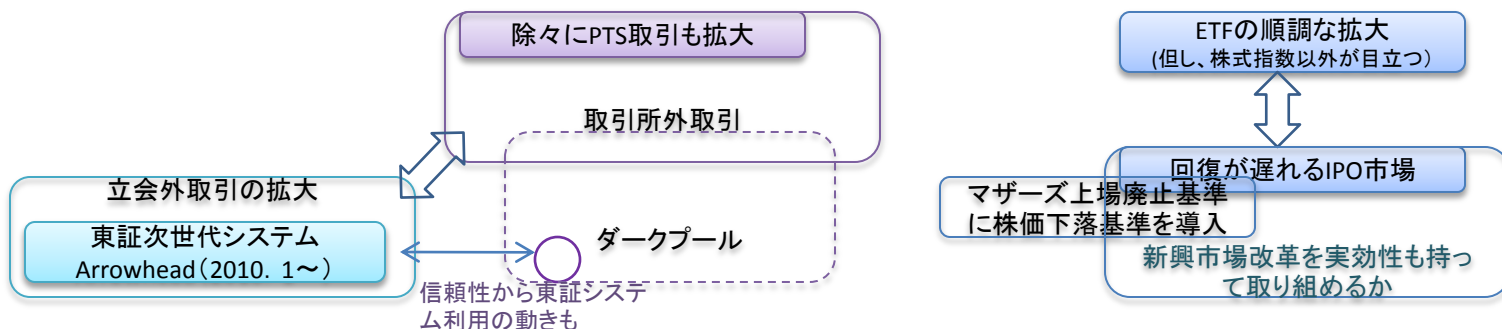 除々にPTS取引も拡大
取引所外取引
立会外取引の拡大
東証次世代システム
Arrowhead（2010. 1～）
ダークプール
信頼性から東証システ
ム利用の動きも
ETFの順調な拡大
(但し、株式指数以外が目立つ）
回復が遅れるIPO市場
マザーズ上場廃止基準
に株価下落基準を導入
新興市場改革を実効性も持っ
て取り組めるか